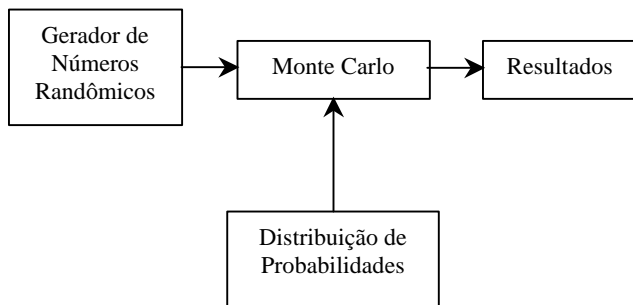 Gerador de
Números
Randômicos
Monte Carlo
Resultados
Distribuição de
Probabilidades